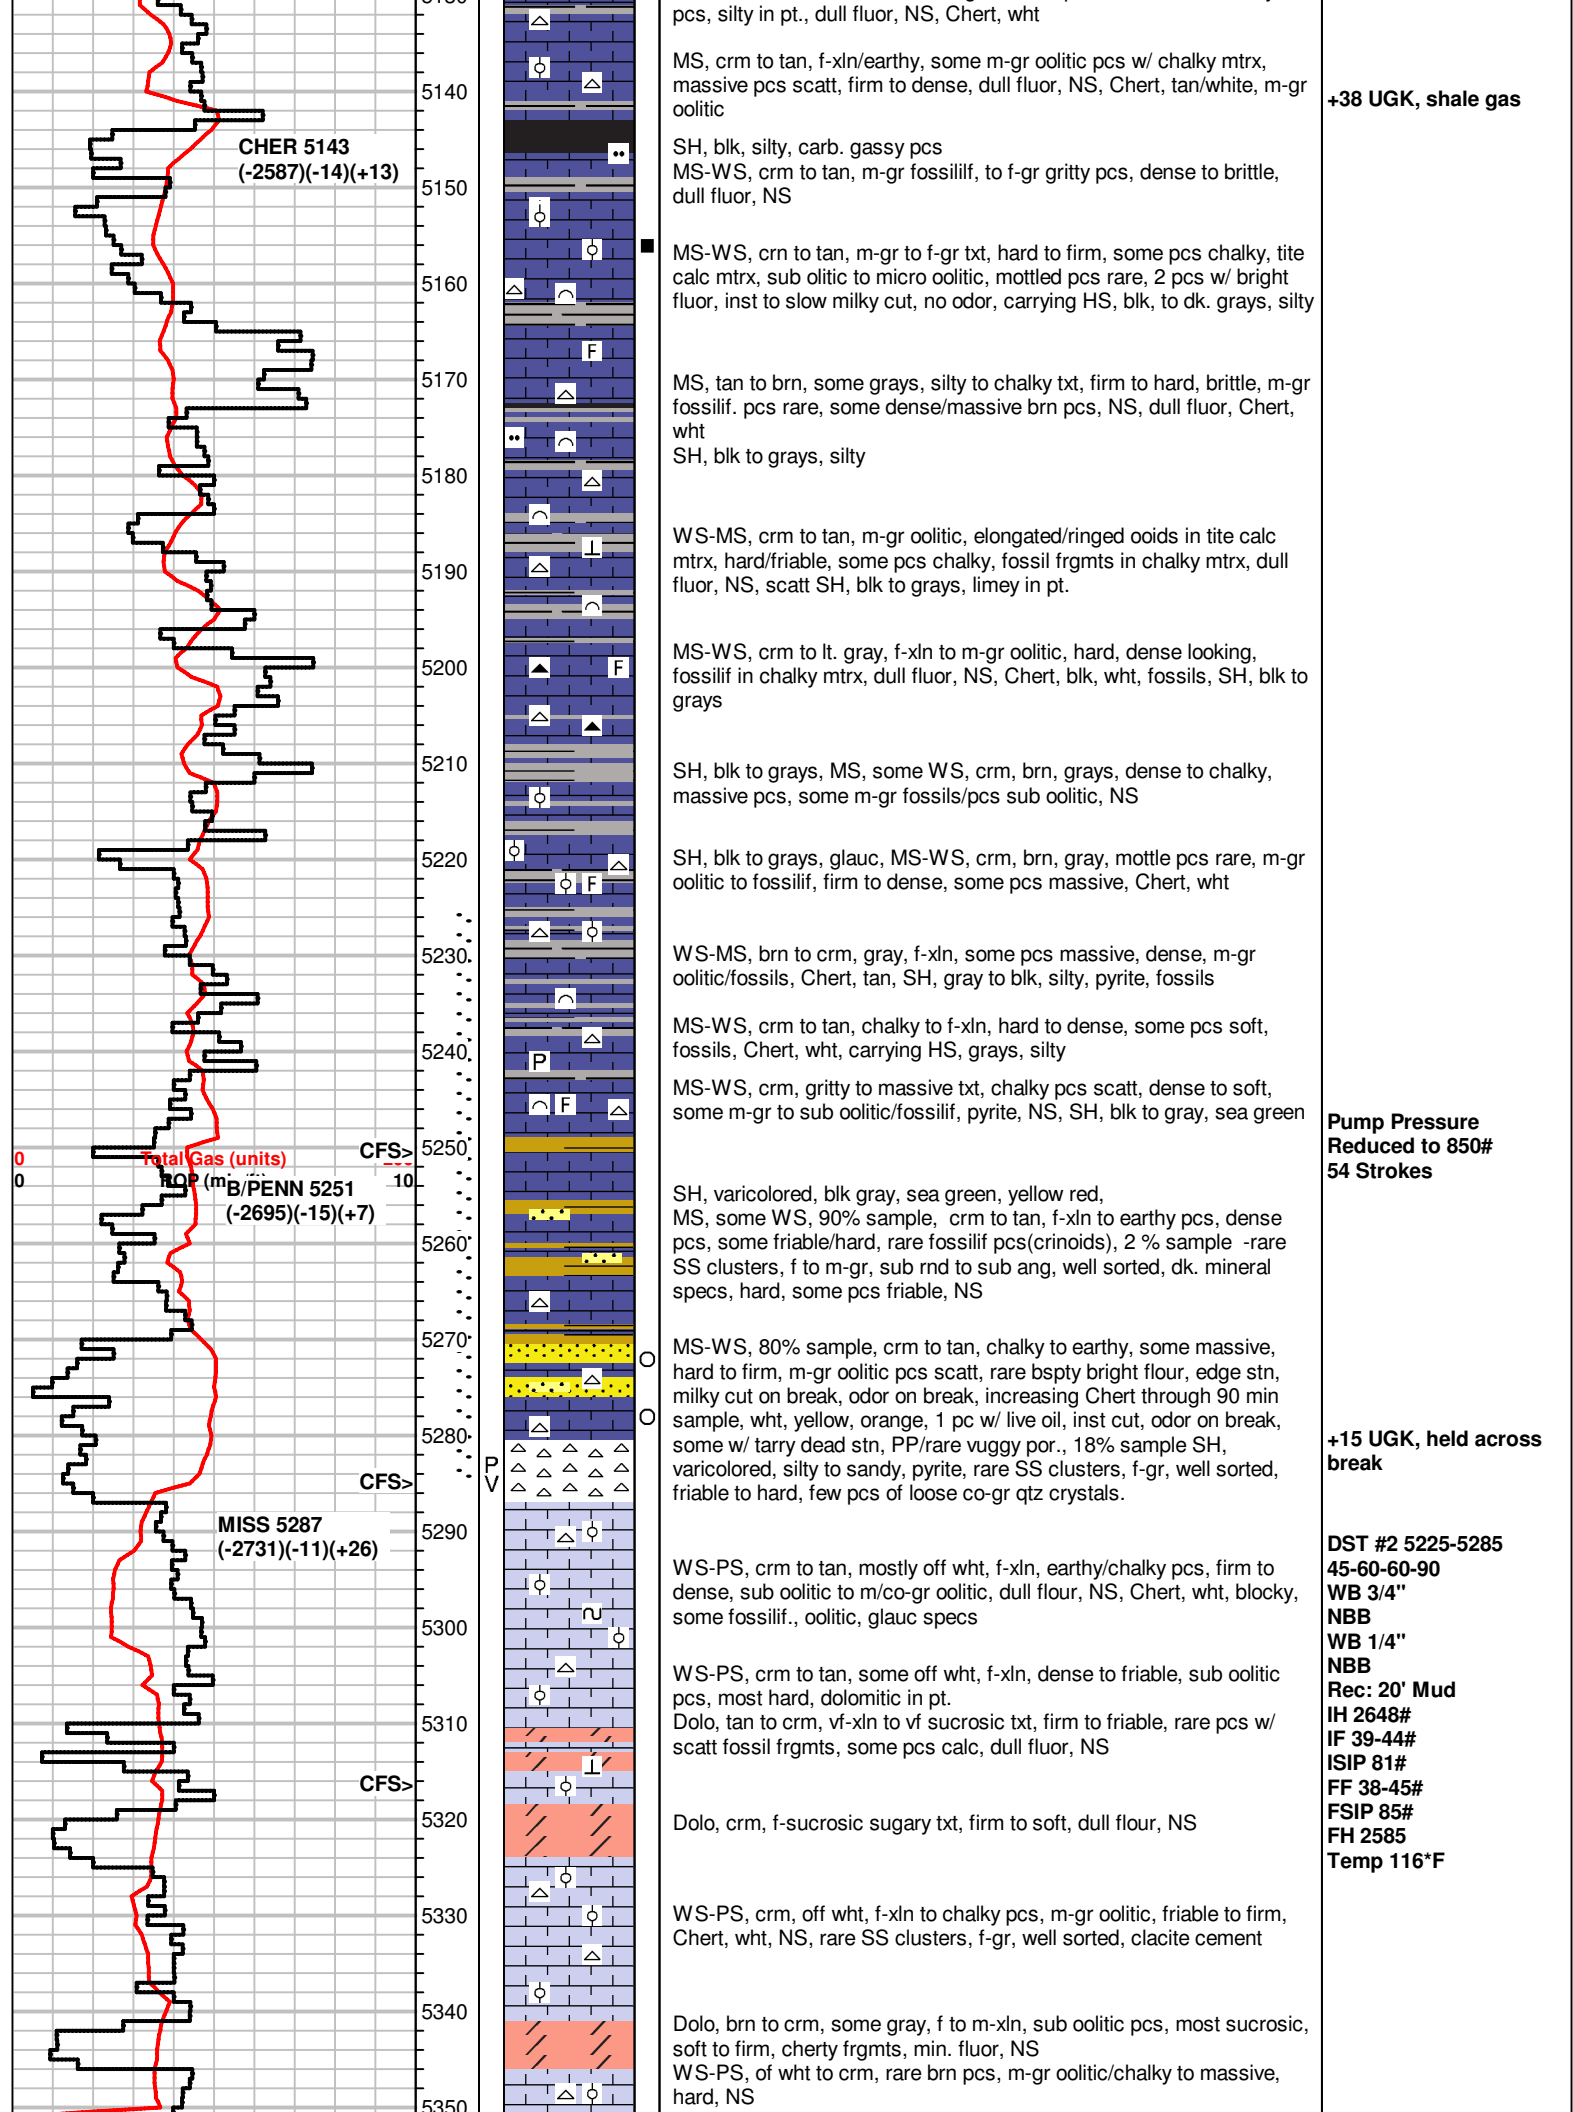 pcs, silty in pt., dull fluor, NS, Chert, wht
MS, crm to tan, f-xln/earthy, some m-gr oolitic pcs w/ chalky mtrx,
massive pcs scatt, firm to dense, dull fluor, NS, Chert, tan/white, m-gr
oolitic
5140
+38 UGK, shale gas
CHER 5143
(-2587)(-14)(+13)
SH, blk, silty, carb. gassy pcs
MS-WS, crm to tan, m-gr fossililf, to f-gr gritty pcs, dense to brittle,
dull fluor, NS
5150
MS-WS, crn to tan, m-gr to f-gr txt, hard to firm, some pcs chalky, tite
calc mtrx, sub olitic to micro oolitic, mottled pcs rare, 2 pcs w/ bright
fluor, inst to slow milky cut, no odor, carrying HS, blk, to dk. grays, silty
5160
F
5170
MS, tan to brn, some grays, silty to chalky txt, firm to hard, brittle, m-gr
fossilif. pcs rare, some dense/massive brn pcs, NS, dull fluor, Chert,
wht
SH, blk to grays, silty
5180
WS-MS, crm to tan, m-gr oolitic, elongated/ringed ooids in tite calc
mtrx, hard/friable, some pcs chalky, fossil frgmts in chalky mtrx, dull
fluor, NS, scatt SH, blk to grays, limey in pt.
5190
MS-WS, crm to lt. gray, f-xln to m-gr oolitic, hard, dense looking,
fossilif in chalky mtrx, dull fluor, NS, Chert, blk, wht, fossils, SH, blk to
grays
5200
F
5210
SH, blk to grays, MS, some WS, crm, brn, grays, dense to chalky,
massive pcs, some m-gr fossils/pcs sub oolitic, NS
5220
SH, blk to grays, glauc, MS-WS, crm, brn, gray, mottle pcs rare, m-gr
oolitic to fossilif, firm to dense, some pcs massive, Chert, wht
F
5230
WS-MS, brn to crm, gray, f-xln, some pcs massive, dense, m-gr
oolitic/fossils, Chert, tan, SH, gray to blk, silty, pyrite, fossils
5240
MS-WS, crm to tan, chalky to f-xln, hard to dense, some pcs soft,
fossils, Chert, wht, carrying HS, grays, silty
P
MS-WS, crm, gritty to massive txt, chalky pcs scatt, dense to soft,
some m-gr to sub oolitic/fossilif, pyrite, NS, SH, blk to gray, sea green
F
Pump Pressure
Reduced to 850#
54 Strokes
CFS>
5250
0
Total Gas (units)
0
10
B/PENN 5251
(-2695)(-15)(+7)
SH, varicolored, blk gray, sea green, yellow red,
MS, some WS, 90% sample, crm to tan, f-xln to earthy pcs, dense
pcs, some friable/hard, rare fossilif pcs(crinoids), 2 % sample -rare
SS clusters, f to m-gr, sub rnd to sub ang, well sorted, dk. mineral
specs, hard, some pcs friable, NS
5260
5270
MS-WS, 80% sample, crm to tan, chalky to earthy, some massive,
hard to firm, m-gr oolitic pcs scatt, rare bspty bright flour, edge stn,
milky cut on break, odor on break, increasing Chert through 90 min
sample, wht, yellow, orange, 1 pc w/ live oil, inst cut, odor on break,
some w/ tarry dead stn, PP/rare vuggy por., 18% sample SH,
varicolored, silty to sandy, pyrite, rare SS clusters, f-gr, well sorted,
friable to hard, few pcs of loose co-gr qtz crystals.
5280
+15 UGK, held across
break
P
V
CFS>
MISS 5287
(-2731)(-11)(+26)
5290
WS-PS, crm to tan, mostly off wht, f-xln, earthy/chalky pcs, firm to
dense, sub oolitic to m/co-gr oolitic, dull flour, NS, Chert, wht, blocky,
some fossilif., oolitic, glauc specs
5300
WS-PS, crm to tan, some off wht, f-xln, dense to friable, sub oolitic
pcs, most hard, dolomitic in pt.
Dolo, tan to crm, vf-xln to vf sucrosic txt, firm to friable, rare pcs w/
scatt fossil frgmts, some pcs calc, dull fluor, NS
5310
CFS>
DST #2 5225-5285
45-60-60-90
WB 3/4"
NBB
WB 1/4"
NBB
Rec: 20' Mud
IH 2648#
IF 39-44#
ISIP 81#
FF 38-45#
FSIP 85#
FH 2585
Temp 116*F
5320
Dolo, crm, f-sucrosic sugary txt, firm to soft, dull flour, NS
5330
WS-PS, crm, off wht, f-xln to chalky pcs, m-gr oolitic, friable to firm,
Chert, wht, NS, rare SS clusters, f-gr, well sorted, clacite cement
5340
Dolo, brn to crm, some gray, f to m-xln, sub oolitic pcs, most sucrosic,
soft to firm, cherty frgmts, min. fluor, NS
WS-PS, of wht to crm, rare brn pcs, m-gr oolitic/chalky to massive,
hard, NS
5350